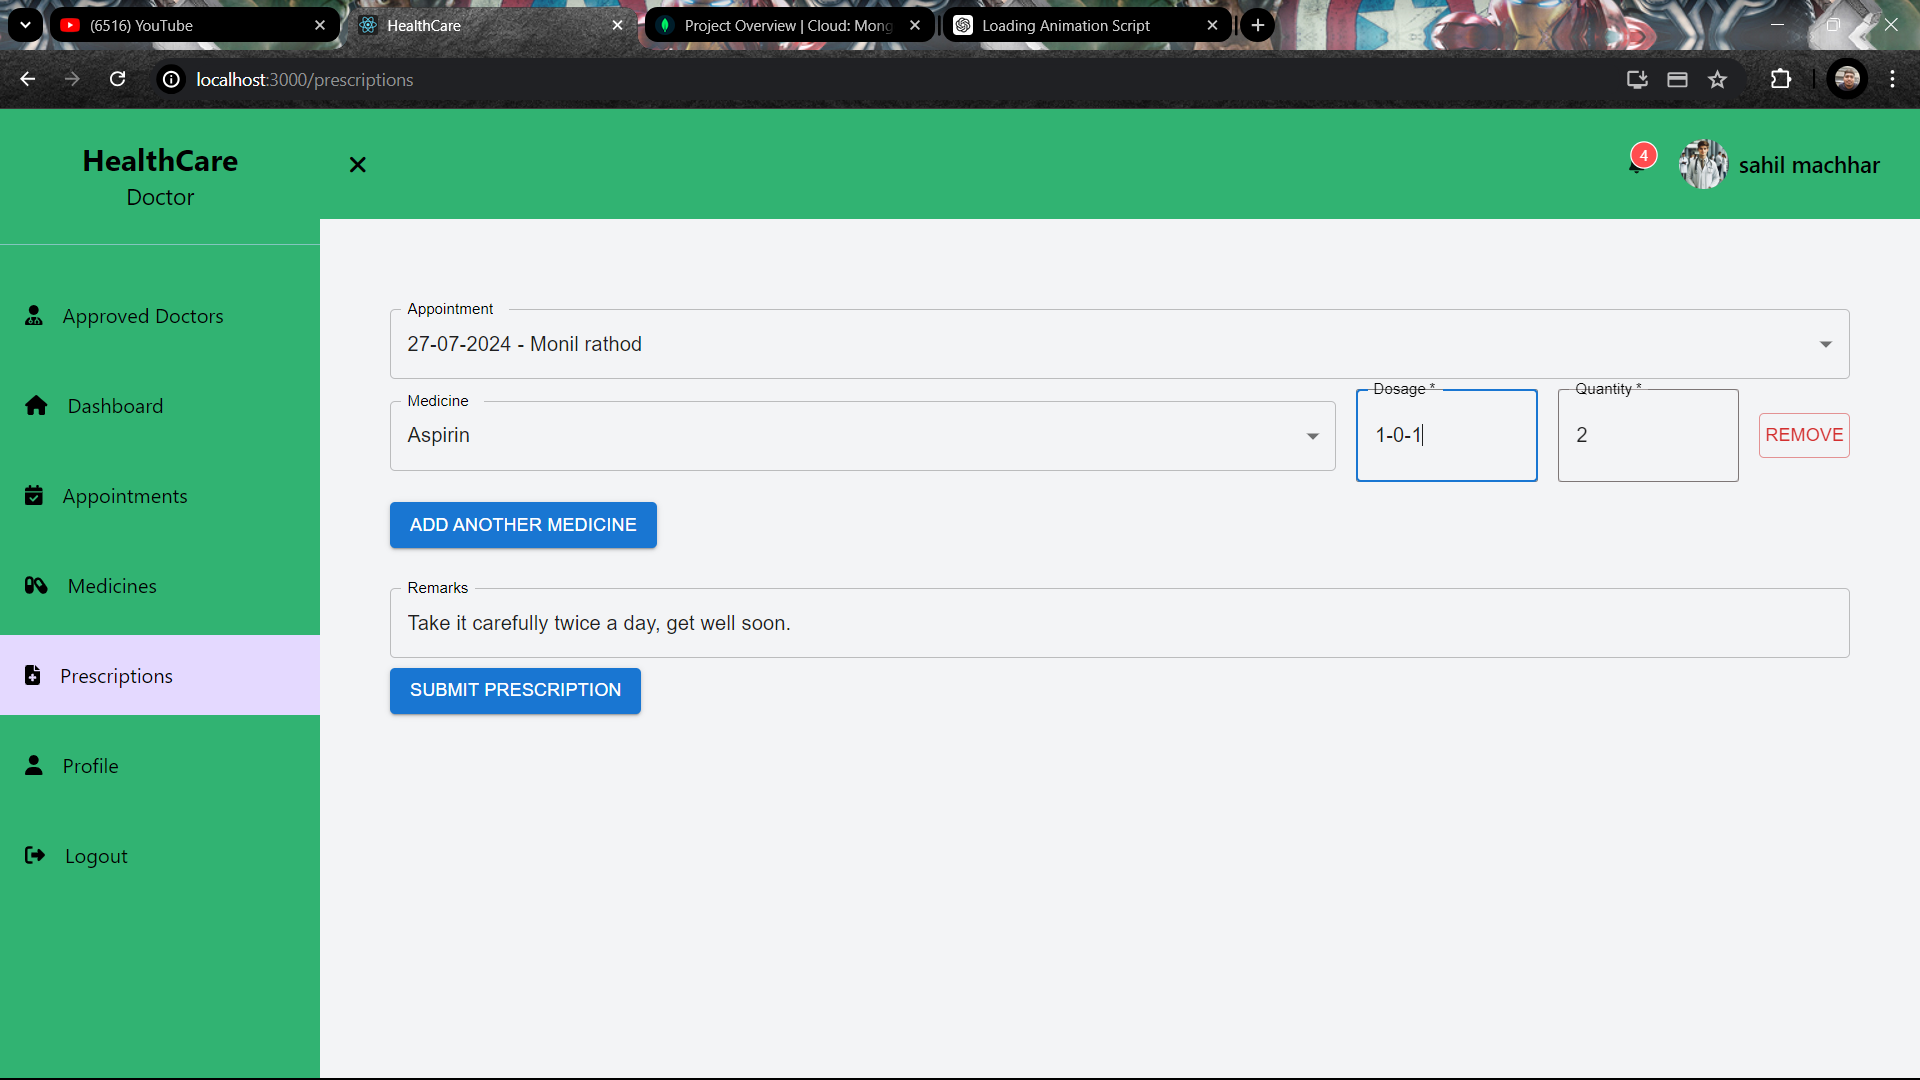 (6516) YouTube
HealthCare
Project Overview | Cloud: Mong
Loading Animation Script
localhost:3000/prescriptions
HealthCare
Doctor
4
sahil machhar
Approved Doctors
Dashboard
Appointments
Medicines
Prescriptions
Profile
Logout
Appointment
27-07-2024 - Monil rathod
Medicine
Aspirin
Dosage *
1-0-1
Quantity *
2
REMOVE
ADD ANOTHER MEDICINE
Remarks
Take it carefully twice a day, get well soon.
SUBMIT PRESCRIPTION